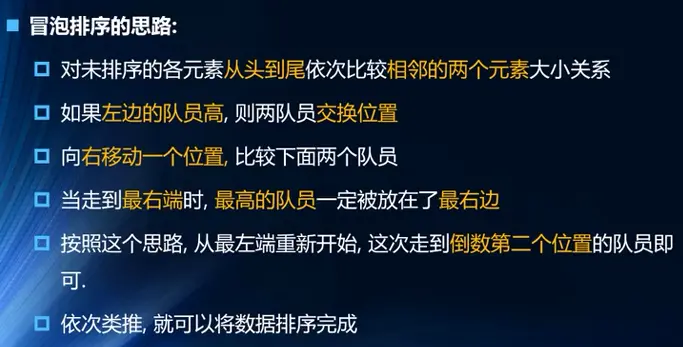 冒泡排序的思路:
对未排序的各元素从头到尾依次比较相邻的两个元素大小关系
如果左边的队员高, 则两队员交换位置
向右移动一个位置, 比较下面两个队员
当走到最右端时, 最高的队员一定被放在了最右边
按照这个思路, 从最左端重新开始, 这次走到倒数第二个位置的队员即
可.
依次类推, 就可以将数据排序完成